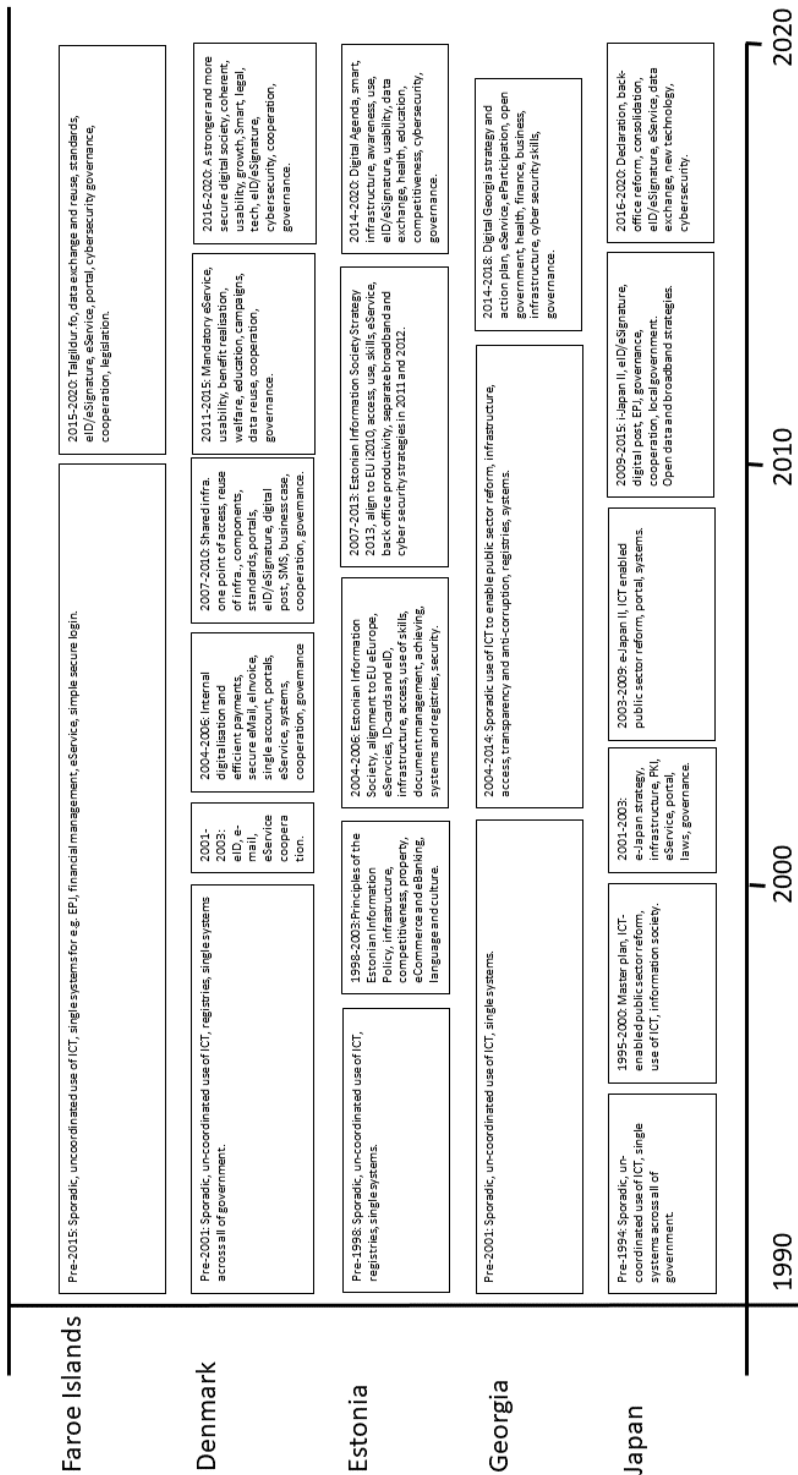 Faroe Islands
Pre-2015: Sporadic, uncoordinated use of ICT, single systems for e.g. EPJ, financial management, eService, simple secure login.
2015-2020: Talgildur.fo, data exchange and reuse, standards,
eID/eSignature, eService, portal, cybersecurity governance,
cooperation, legislation.
Denmark
Pre-2001: Sporadic, un-coordinated use of ICT, registries, single systems
across all of government.
2001-
2003:
eID, e-
mail,
eService
coopera
tion.
2004-2006: Internal
digitalisation and
efficient payments,
secure eMail, eInvoice,
single account, portals,
eService, systems,
cooperation, governance
2007-2010: Shared infra.
one point of access, reuse
of infra., components,
standards, portals,
eID/eSignature, digital
post, SMS, business case,
cooperation, governance.
2011-2015: Mandatory eService,
usability, benefit realisation,
welfare, education, campaigns,
data reuse, cooperation,
governance.
2016-2020: A stronger and more
secure digital society, coherent,
usability, growth, Smart, legal,
tech, eID/eSignature,
cybersecurity, cooperation,
governance.
Estonia
Pre-1998: Sporadic, un-coordinated use of ICT,
registries, single systems.
1998-2003:Principles of the
Estonian Information
Policy, infrastructure,
competitiveness, property,
eCommerce and eBanking,
language and culture.
2004-2006: Estonian Information
Society, alignment to EU eEurope,
eServcies, ID-cards and eID,
infrastructure, access, use of skills,
document management, achieving,
systems and registries, security.
2007-2013: Estonian Information Society Strategy
2013, align to EU i2010, access, use, skills, eService,
back office productivity, separate broadband and
cyber security strategies in 2011 and 2012.
2014-2020: Digital Agenda, smart,
infrastructure, awareness, use,
eID/eSignature, usability, data
exchange, health, education,
competitiveness, cybersecurity,
governance.
Georgia
Pre-2001: Sporadic, un-coordinated use of ICT, single systems.
2004-2014: Sporadic use of ICT to enable public sector reform, infrastructure,
access, transparency and anti-corruption, registries, systems.
2014-2018: Digital Georgia strategy and
action plan, eService, eParticipation, open
government, health, finance, business,
infrastructure, cyber security skills,
governance.
Japan
Pre-1994: Sporadic, un-
coordinated use of ICT, single
systems across all of
government.
1995-2000: Master plan, ICT-
enabled public sector reform,
use of ICT, information society.
2001-2003:
e-Japan strategy,
infrastructure, PKI,
eService, portal,
laws, governance.
2003-2009: e-Japan II, ICT enabled
public sector reform, portal, systems.
2009-2015: i-Japan II, eID/eSignature,
digital post, EPJ, governance,
cooperation, local government.
Open data and broadband strategies.
2016-2020: Declaration, back-
office reform, consolidation,
eID/eSignature, eService, data
exchange, new technology,
cybersecurity.
1990
2000
2010
2020